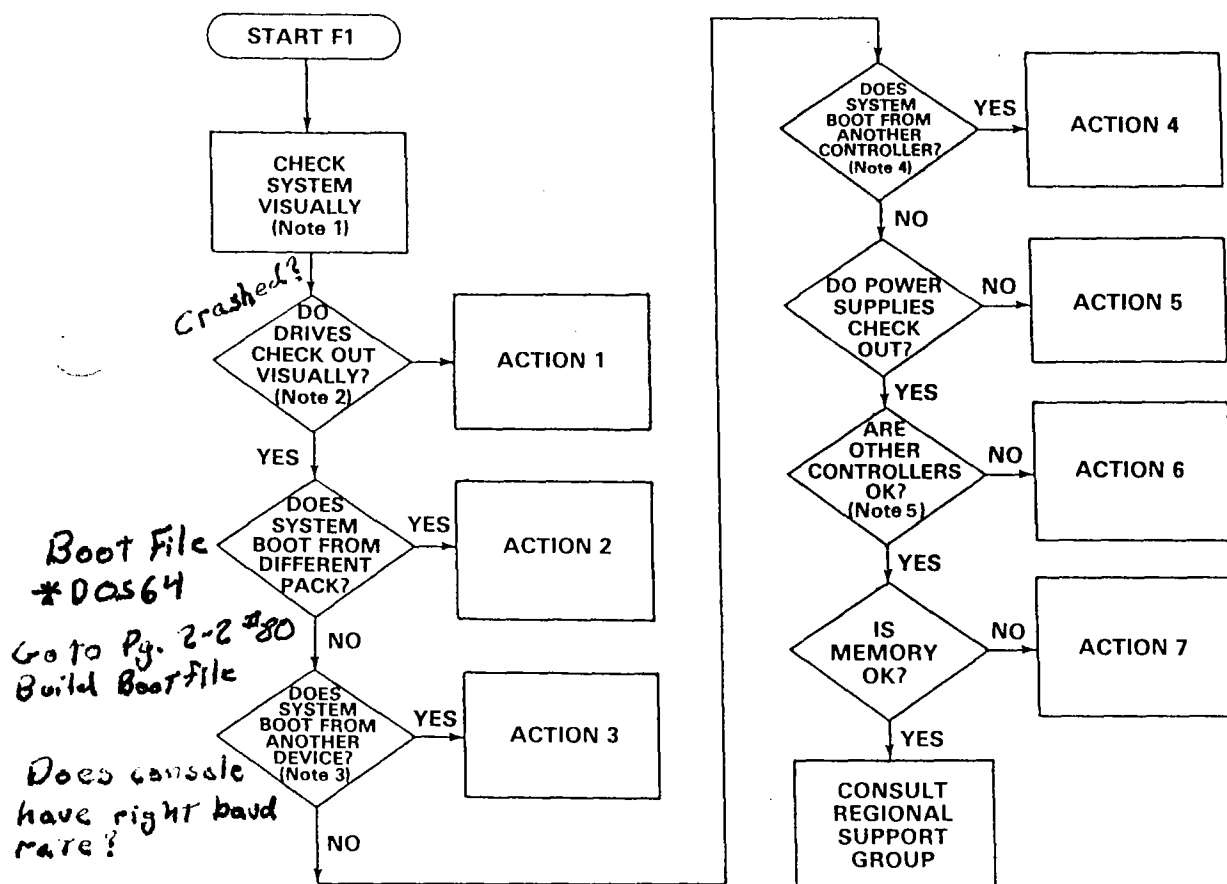 START F1
CHECK
SYSTEM
VISUALLY
(Note 1)
Crashed?
DO
DRIVES
CHECK OUT
VISUALLY?
(Note 2)
ACTION 1
YES
DOES
SYSTEM
BOOT FROM
DIFFERENT
PACK?
YES
ACTION 2
Boot File
*DOS64
NO
Go to Pg. 2-2 #80
Build Bootfile
DOES
SYSTEM
BOOT FROM
ANOTHER
DEVICE?
(Note 3)
YES
ACTION 3
Does console
have right baud
rate?
NO
DOES
SYSTEM
BOOT FROM
ANOTHER
CONTROLLER?
(Note 4)
YES
ACTION 4
NO
DO POWER
SUPPLIES
CHECK
OUT?
NO
ACTION 5
YES
ARE
OTHER
CONTROLLERS
OK?
(Note 5)
NO
ACTION 6
YES
IS
MEMORY
OK?
NO
ACTION 7
YES
CONSULT
REGIONAL
SUPPORT
GROUP